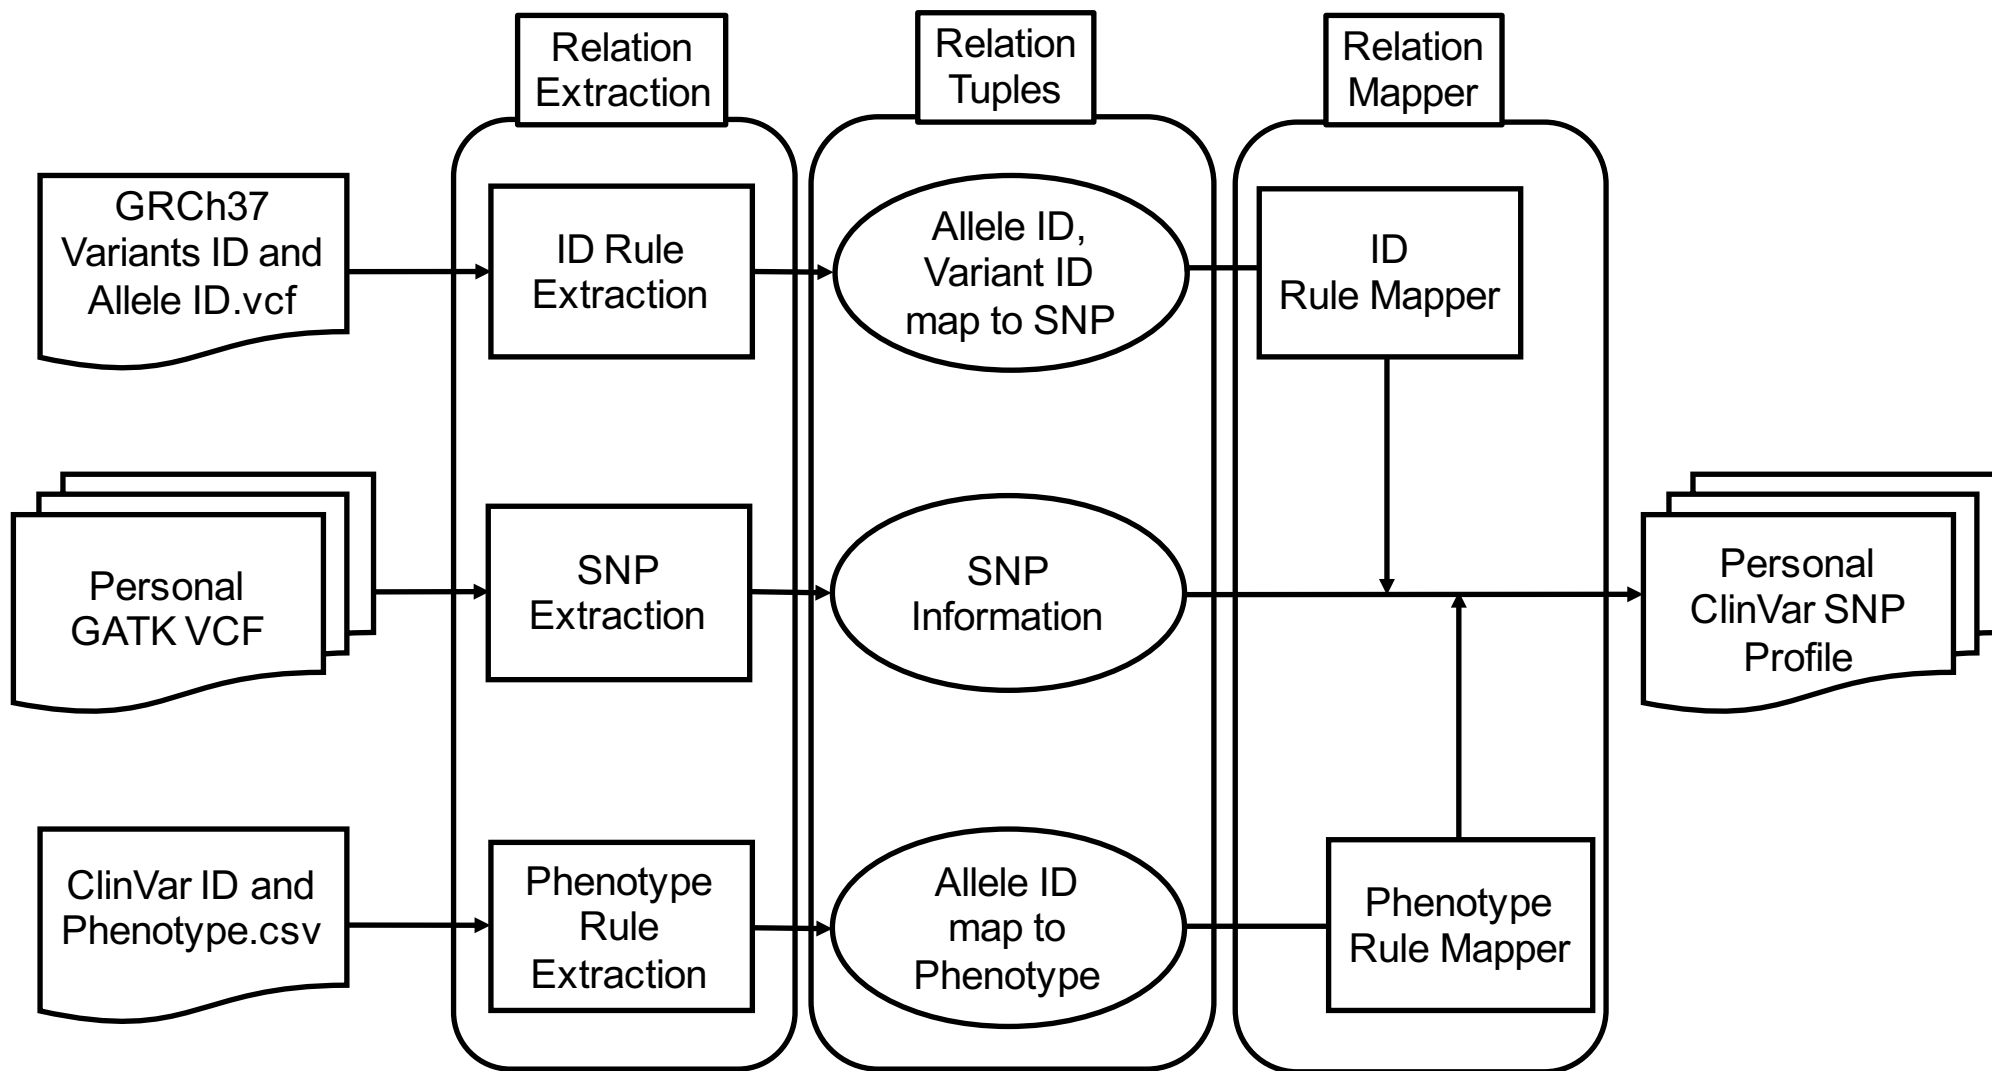 Relation
Extraction
Relation
Tuples
Relation
Mapper
GRCh37
Variants ID and
Allele ID.vcf
ID Rule
Extraction
Allele ID,
Variant ID
map to SNP
ID
Rule Mapper
Personal
GATK VCF
SNP
Extraction
SNP
Information
Personal
ClinVar SNP
Profile
ClinVar ID and
Phenotype.csv
Phenotype
Rule
Extraction
Allele ID
map to
Phenotype
Phenotype
Rule Mapper